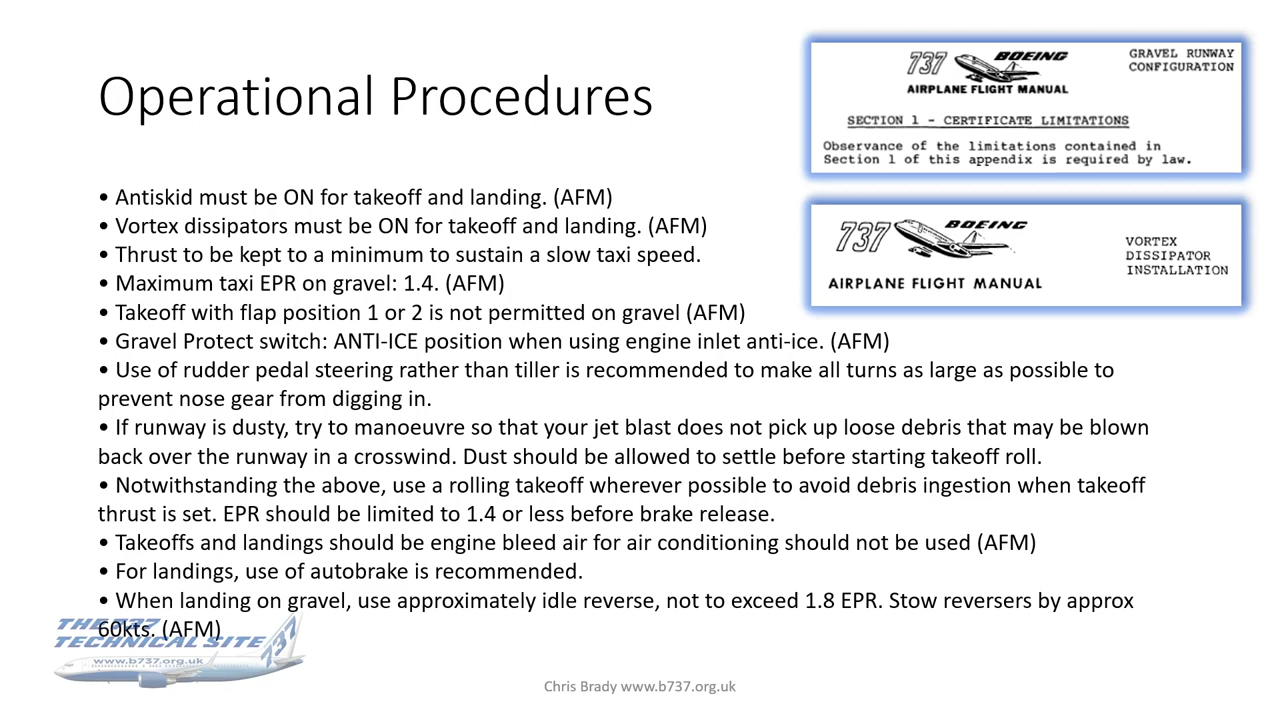 Operational Procedures
737 BOEING
AIRPLANE FLIGHT MANUAL
GRAVEL RUNWAY
CONFIGURATION
SECTION 1 - CERTIFICATE LIMITATIONS
Observance of the limitations contained in
Section 1 of this appendix is required by law.
737 BOEING
AIRPLANE FLIGHT MANUAL
VORTEX
DISSIPATOR
INSTALLATION
• Antiskid must be ON for takeoff and landing. (AFM)
• Vortex dissipators must be ON for takeoff and landing. (AFM)
• Thrust to be kept to a minimum to sustain a slow taxi speed.
• Maximum taxi EPR on gravel: 1.4. (AFM)
• Takeoff with flap position 1 or 2 is not permitted on gravel (AFM)
• Gravel Protect switch: ANTI-ICE position when using engine inlet anti-ice. (AFM)
• Use of rudder pedal steering rather than tiller is recommended to make all turns as large as possible to
prevent nose gear from digging in.
• If runway is dusty, try to manoeuvre so that your jet blast does not pick up loose debris that may be blown
back over the runway in a crosswind. Dust should be allowed to settle before starting takeoff roll.
• Notwithstanding the above, use a rolling takeoff wherever possible to avoid debris ingestion when takeoff
thrust is set. EPR should be limited to 1.4 or less before brake release.
• Takeoffs and landings should be engine bleed air for air conditioning should not be used (AFM)
• For landings, use of autobrake is recommended.
• When landing on gravel, use approximately idle reverse, not to exceed 1.8 EPR. Stow reversers by approx
60kts. (AFM)
THE 737
TECHNICAL SITE
www.b737.org.uk
737
Chris Brady www.b737.org.uk